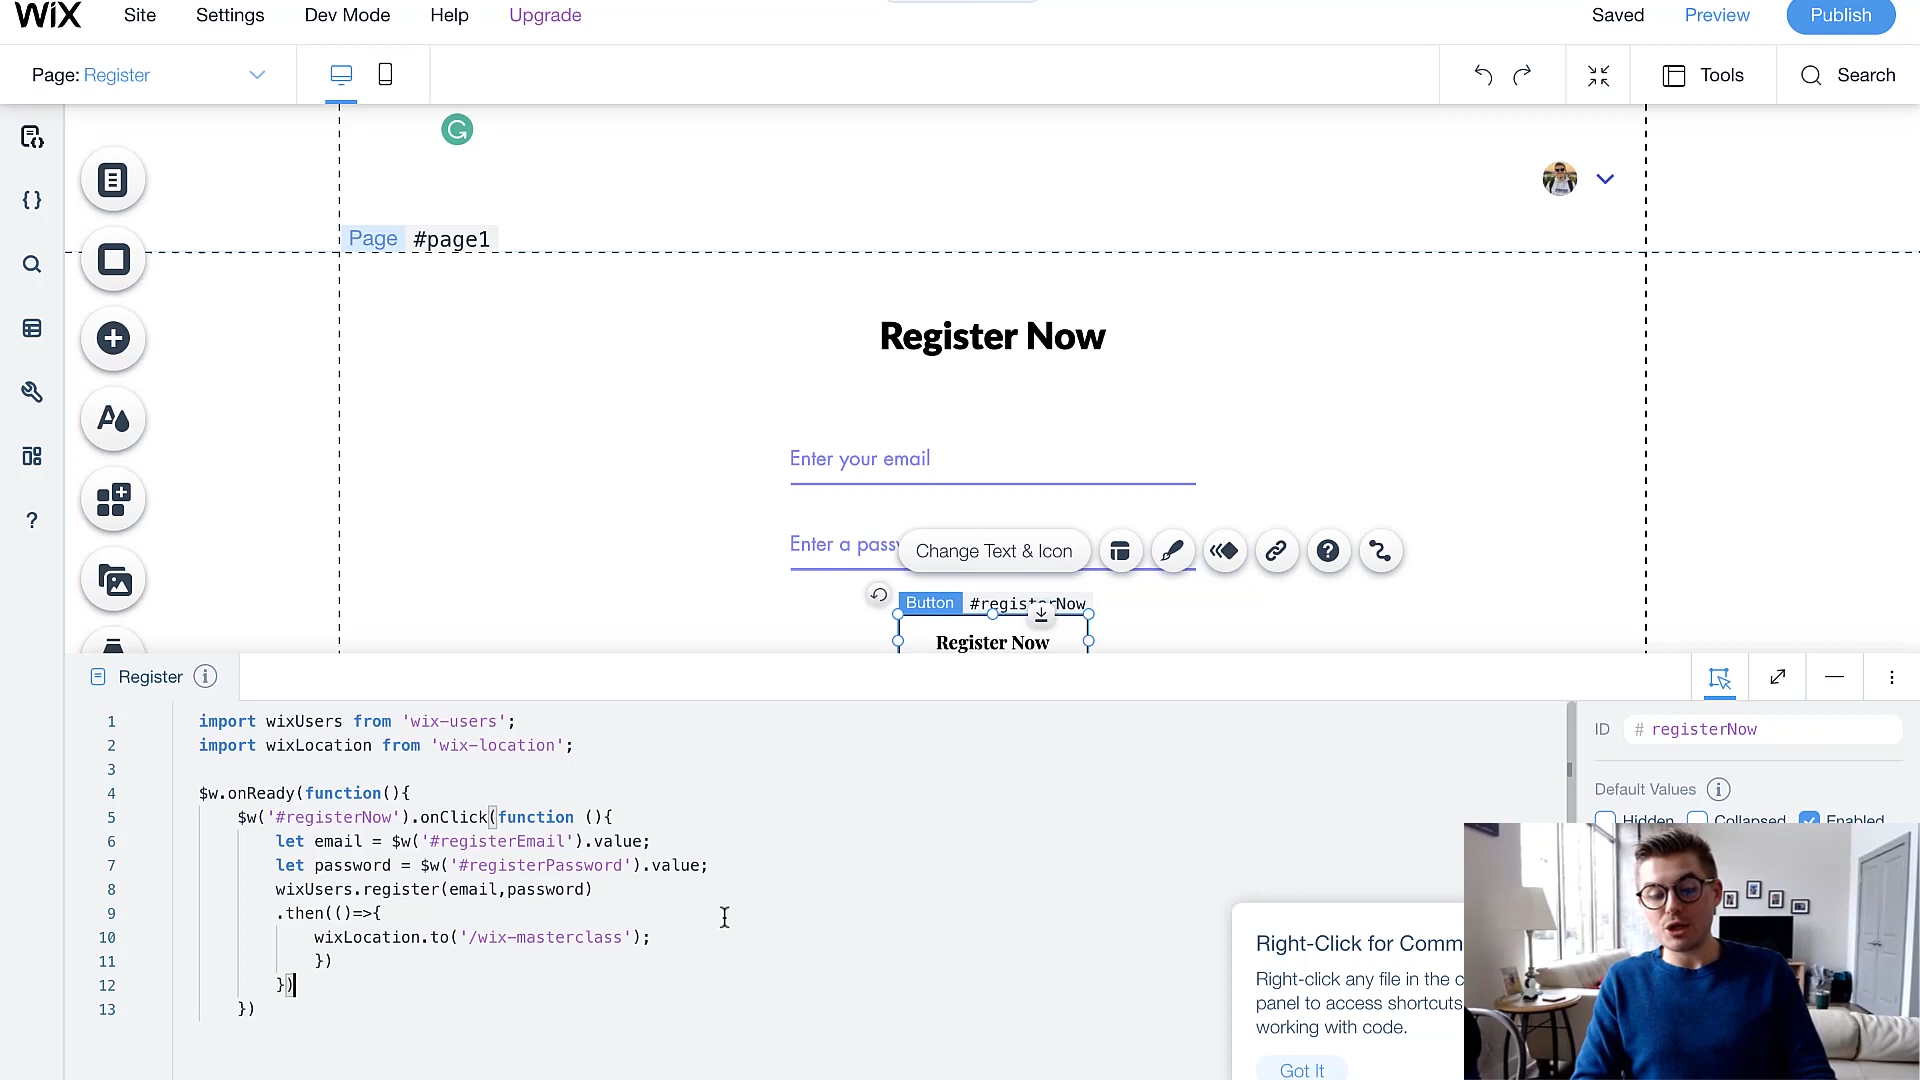 WiX Site Settings Dev Mode Help Upgrade Saved Preview Publish
Page: Register Tools Search
Page #page1
Register Now
Enter your email
Enter a passw
Change Text & Icon
Button #registerNow
Register Now
Register
1 import wixUsers from 'wix-users';
2 import wixLocation from 'wix-location';
3
4 $w.onReady(function(){
5 $w('#registerNow').onClick(function (){
6 let email = $w('#registerEmail').value;
7 let password = $w('#registerPassword').value;
8 wixUsers.register(email,password)
9 .then(()=>{
10 wixLocation.to('/wix-masterclass');
11 })
12 })
13 })
ID # registerNow
Default Values
Hidden Collapsed Enabled
Right-Click for Comm
Right-click any file in the c
panel to access shortcuts
working with code.
Got It